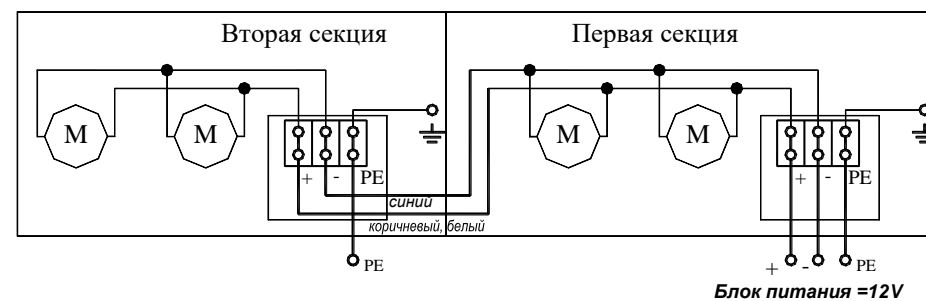 Вторая секция
Первая секция
M
M
M
M
+ - PE
+ - PE
синий
коричневый, белый
PE
+ - PE
Блок питания =12V